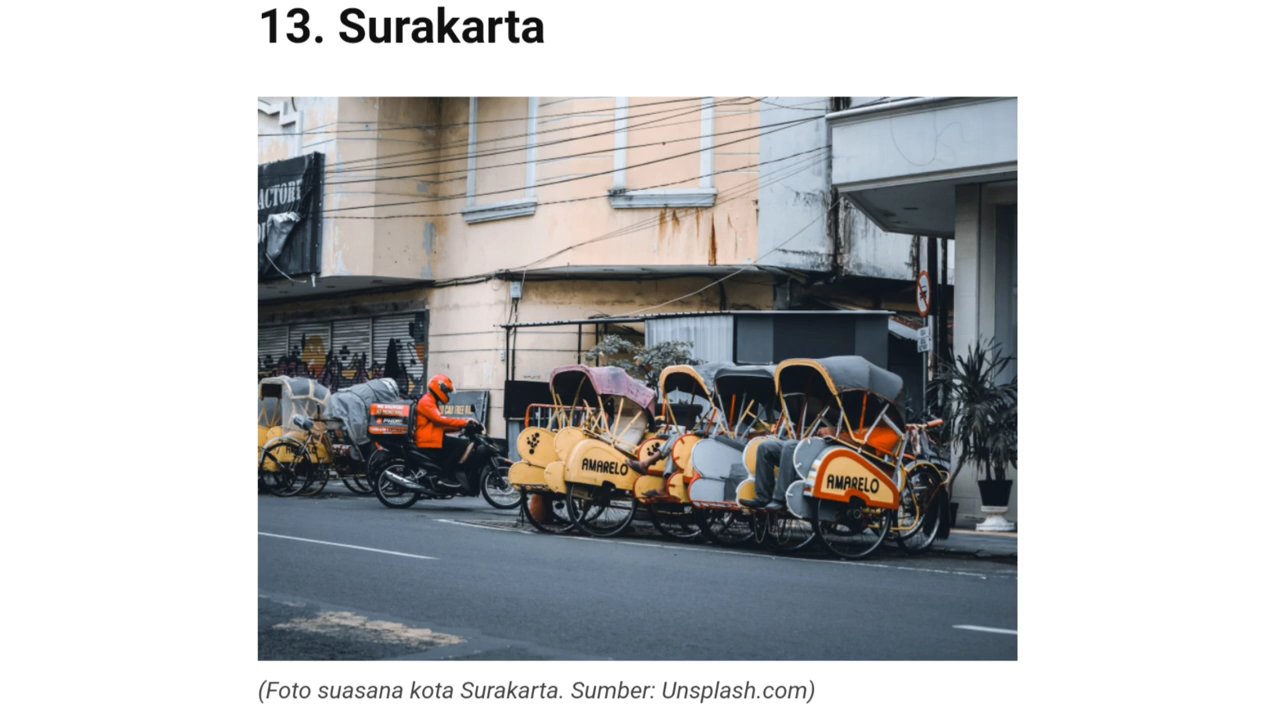 13. Surakarta
ACTORY
AMARELO
AMARELO
(Foto suasana kota Surakarta. Sumber: Unsplash.com)